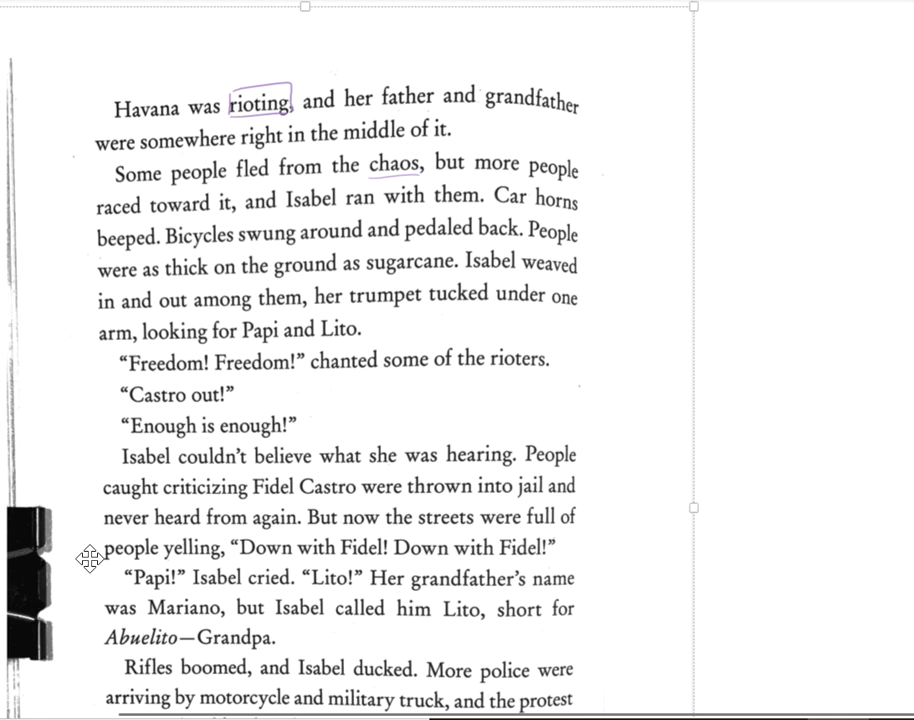 Havana was rioting, and her father and grandfather
were somewhere right in the middle of it.
Some people fled from the chaos, but more people
raced toward it, and Isabel ran with them. Car horns
beeped. Bicycles swung around and pedaled back. People
were as thick on the ground as sugarcane. Isabel weaved
in and out among them, her trumpet tucked under one
arm, looking for Papi and Lito.
“Freedom! Freedom!” chanted some of the rioters.
“Castro out!”
“Enough is enough!”
Isabel couldn’t believe what she was hearing. People
caught criticizing Fidel Castro were thrown into jail and
never heard from again. But now the streets were full of
people yelling, “Down with Fidel! Down with Fidel!”
“Papi!” Isabel cried. “Lito!” Her grandfather’s name
was Mariano, but Isabel called him Lito, short for
Abuelito—Grandpa.
Rifles boomed, and Isabel ducked. More police were
arriving by motorcycle and military truck, and the protest